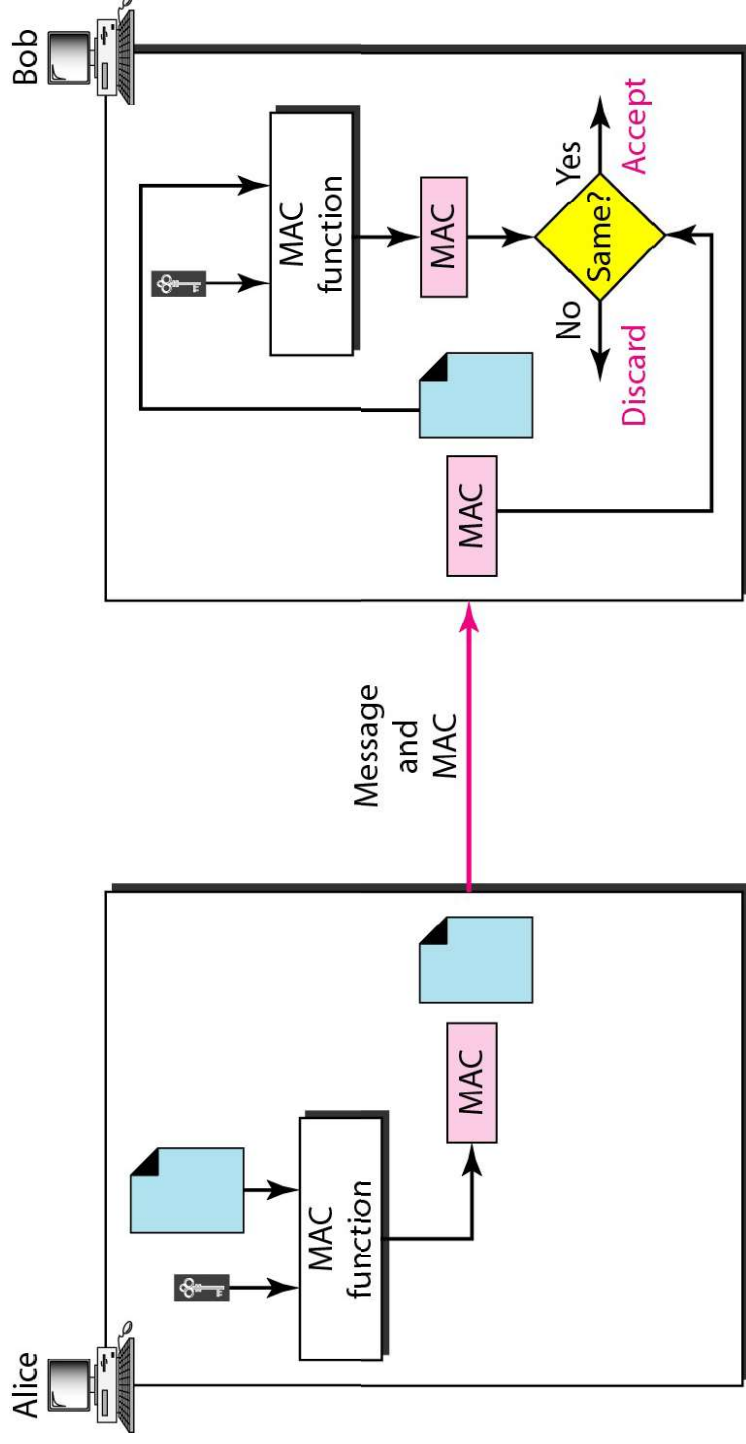 Alice
MAC
function
MAC
Message
and
MAC
Bob
MAC
function
MAC
MAC
Same?
No
Yes
Discard
Accept